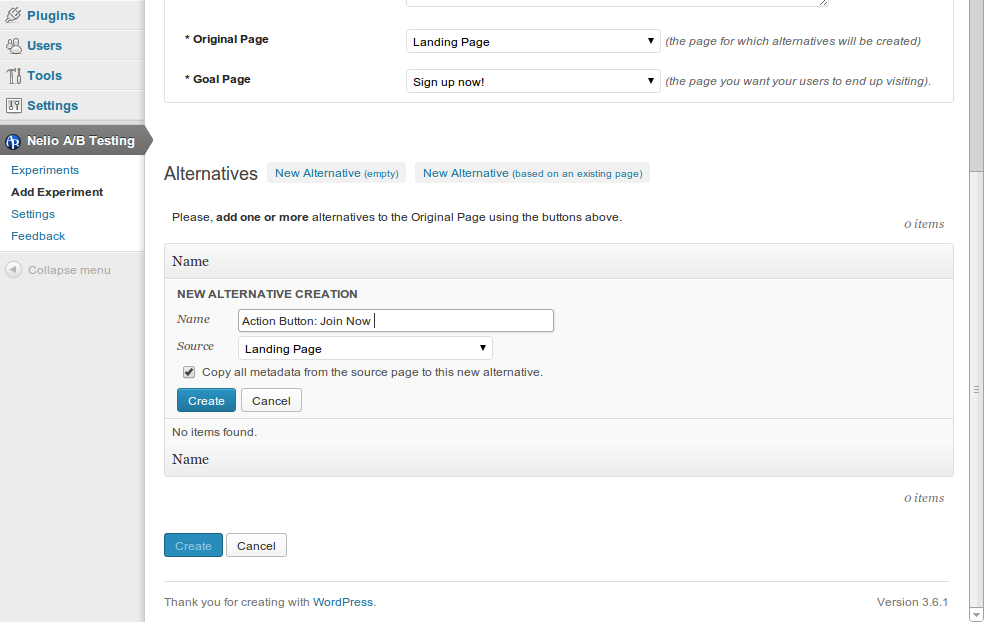 Plugins
Users
Tools
Settings
Nelio A/B Testing
Experiments
Add Experiment
Settings
Feedback
Collapse menu
* Original Page Landing Page (the page for which alternatives will be created)
* Goal Page Sign up now! (the page you want your users to end up visiting).
Alternatives New Alternative (empty) New Alternative (based on an existing page)
Please, add one or more alternatives to the Original Page using the buttons above.
0 items
Name
NEW ALTERNATIVE CREATION
Name Action Button: Join Now
Source Landing Page
Copy all metadata from the source page to this new alternative.
Create Cancel
No items found.
Name
0 items
Create Cancel
Thank you for creating with WordPress. Version 3.6.1